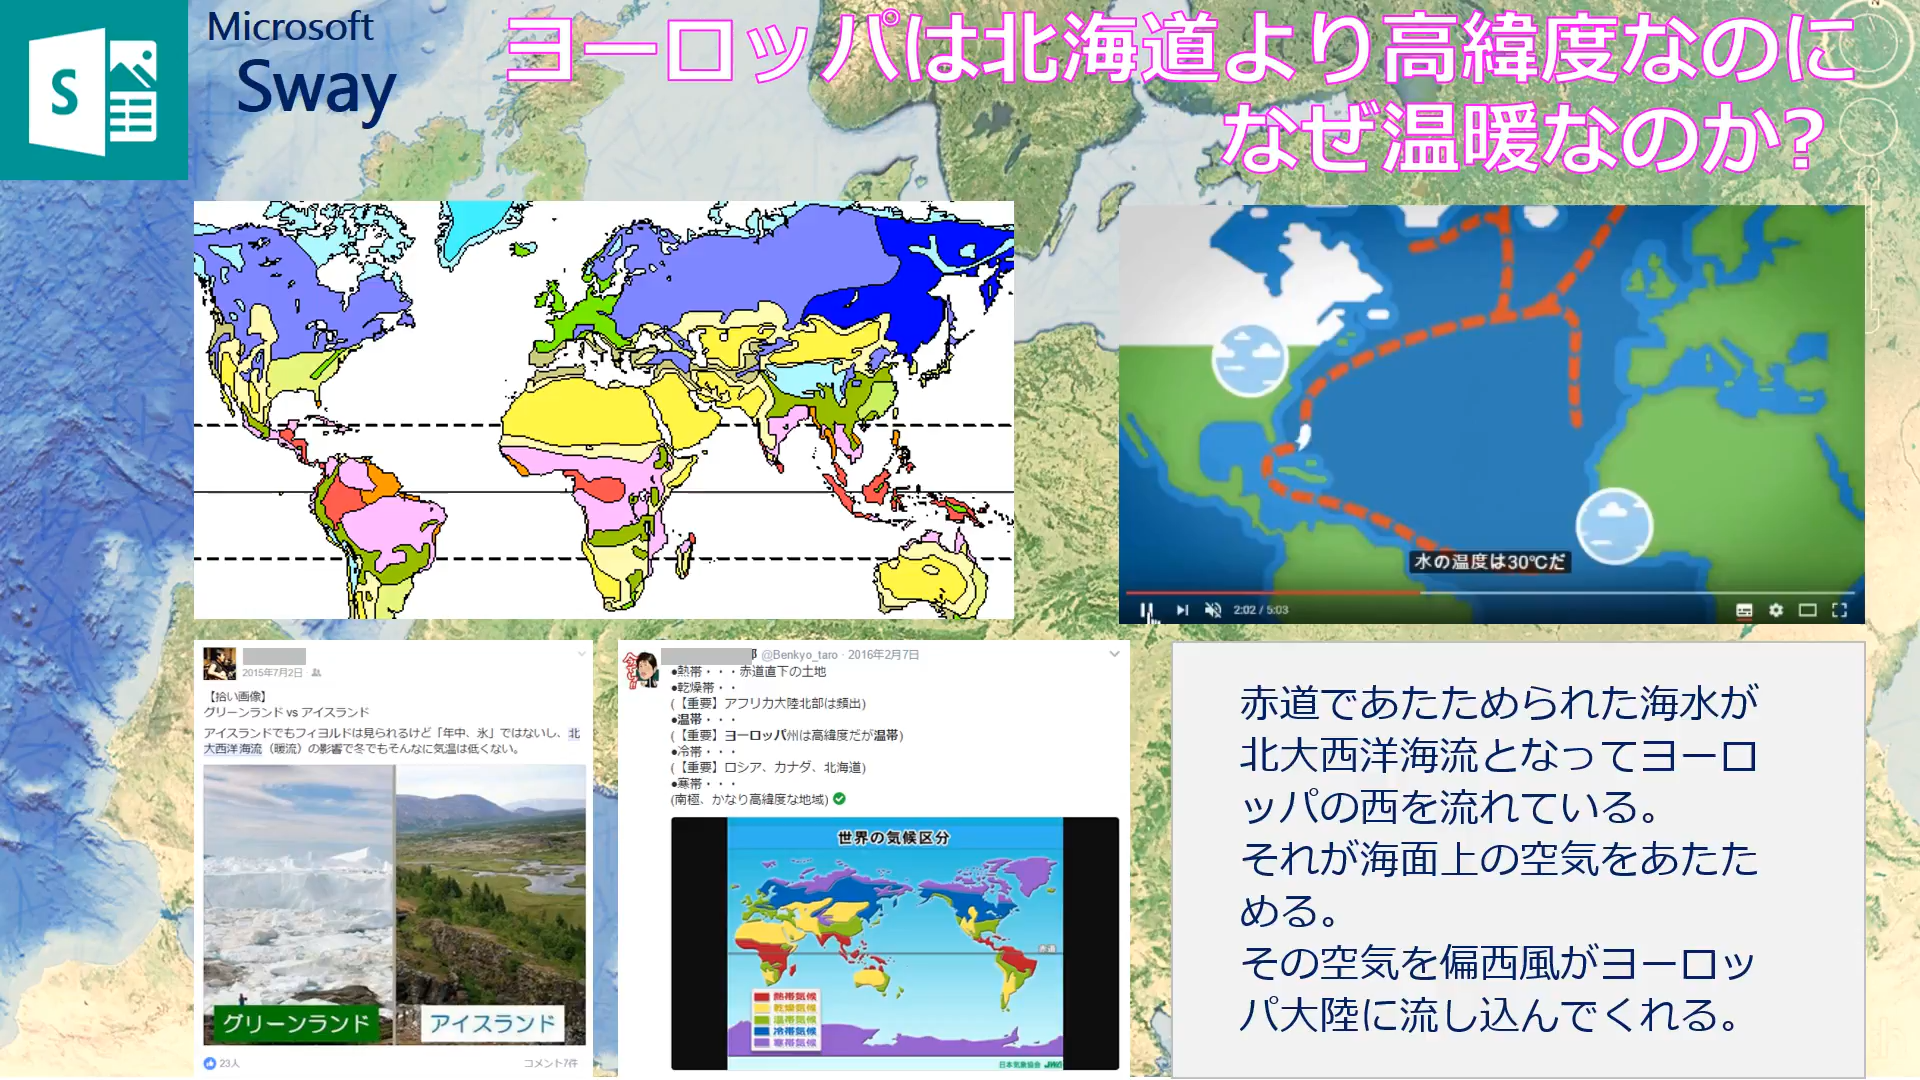 S
Microsoft
Sway
ヨーロッパは北海道より高緯度なのに
なぜ温暖なのか?
水の温度は30℃だ
2:02 / 5:03
2015年7月2日
【拾い画像】
グリーンランド vs アイスランド
アイスランドでもフィヨルドは見られるけど「年中、氷」ではないし、北
大西洋海流（暖流）の影響で冬でもそんなに気温は低くない。
グリーンランド
アイスランド
23人
コメント7件
@Benkyo_taro · 2016年2月7日
●熱帯・・・赤道直下の土地
●乾燥帯・・
(【重要】アフリカ大陸北部は頻出)
●温帯・・・
(【重要】ヨーロッパ州は高緯度だが温帯)
●冷帯・・・
(【重要】ロシア、カナダ、北海道)
●寒帯・・・
(南極、かなり高緯度な地域)
世界の気候区分
赤道
熱帯気候
乾燥気候
温帯気候
冷帯気候
寒帯気候
日本気象協会
赤道であたためられた海水が
北大西洋海流となってヨーロ
ッパの西を流れている。
それが海面上の空気をあたた
める。
その空気を偏西風がヨーロッ
パ大陸に流し込んでくれる。